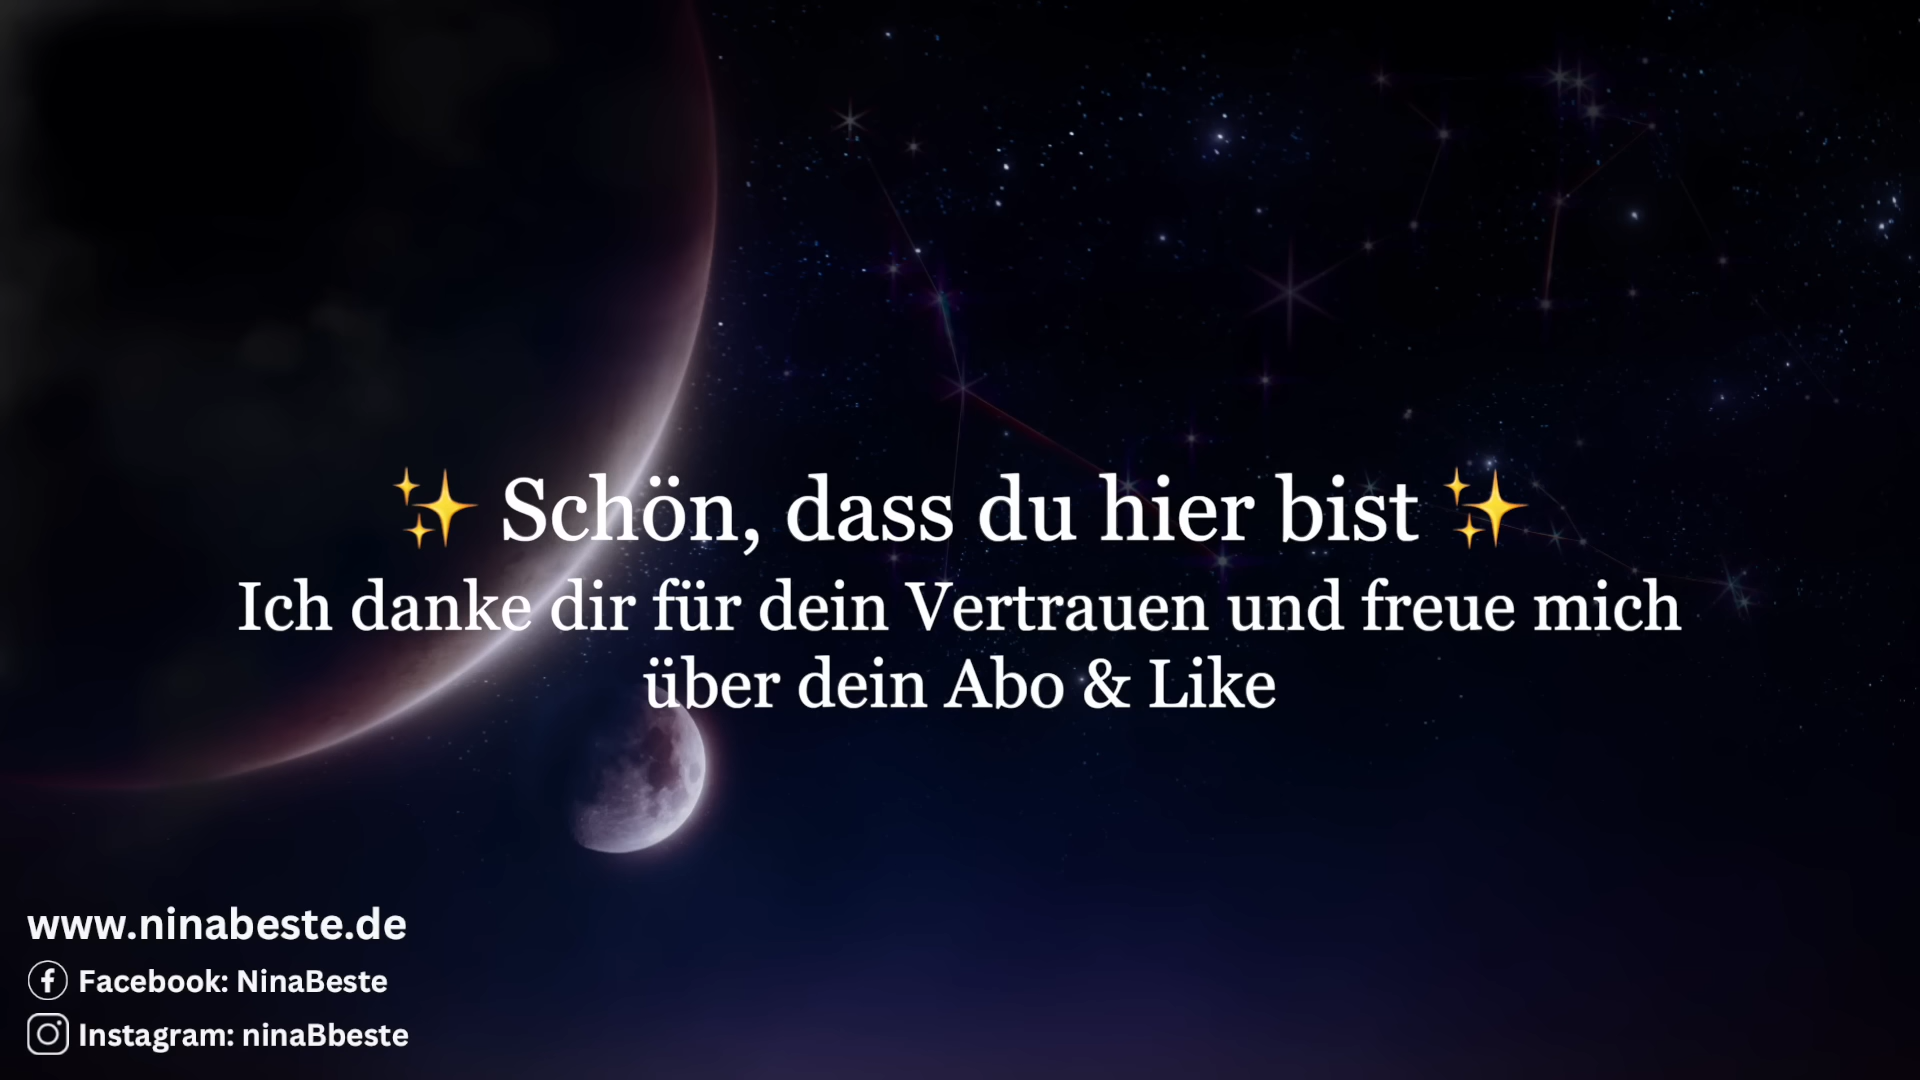 ✨ Schön, dass du hier bist ✨
Ich danke dir für dein Vertrauen und freue mich
über dein Abo & Like
www.ninabeste.de
Facebook: NinaBeste
Instagram: ninaBbeste